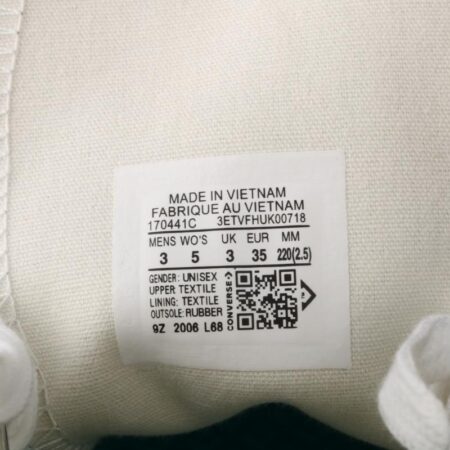 MADE IN VIETNAM
FABRIQUE AU VIETNAM
170441C 3ETVFHUK00718
MENS WO'S UK EUR MM
3 5 3 35 220(2.5)
GENDER: UNISEX
UPPER TEXTILE
LINING: TEXTILE
OUTSOLE: RUBBER
9Z 2006 L68
CONVERSE